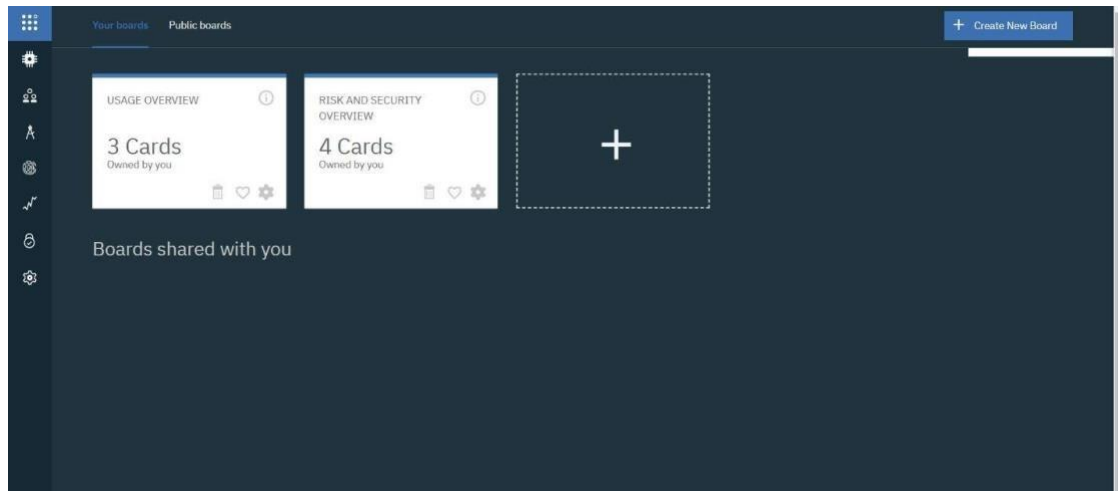 Your boards Public boards + Create New Board
USAGE OVERVIEW
3 Cards
Owned by you
RISK AND SECURITY
OVERVIEW
4 Cards
Owned by you
Boards shared with you